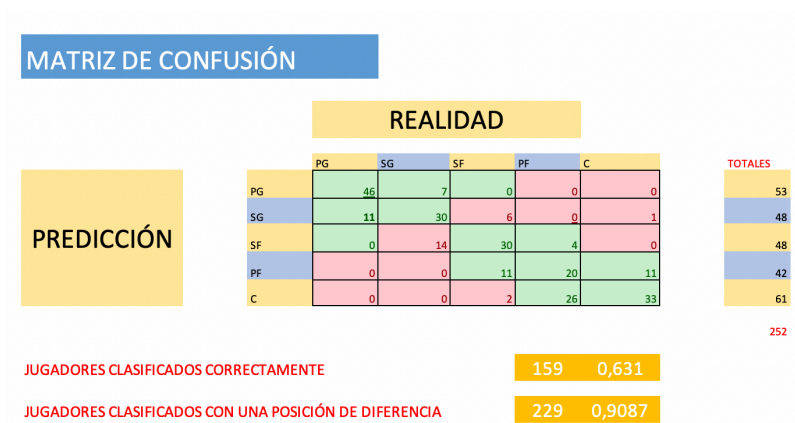 MATRIZ DE CONFUSIÓN
REALIDAD
PG SG SF PF C TOTALES
PG 46 7 0 0 0 53
SG 11 30 6 0 1 48
PREDICCIÓN
SF 0 14 30 4 0 48
PF 0 0 11 20 11 42
C 0 0 2 26 33 61
252
JUGADORES CLASIFICADOS CORRECTAMENTE 159 0,631
JUGADORES CLASIFICADOS CON UNA POSICIÓN DE DIFERENCIA 229 0,9087